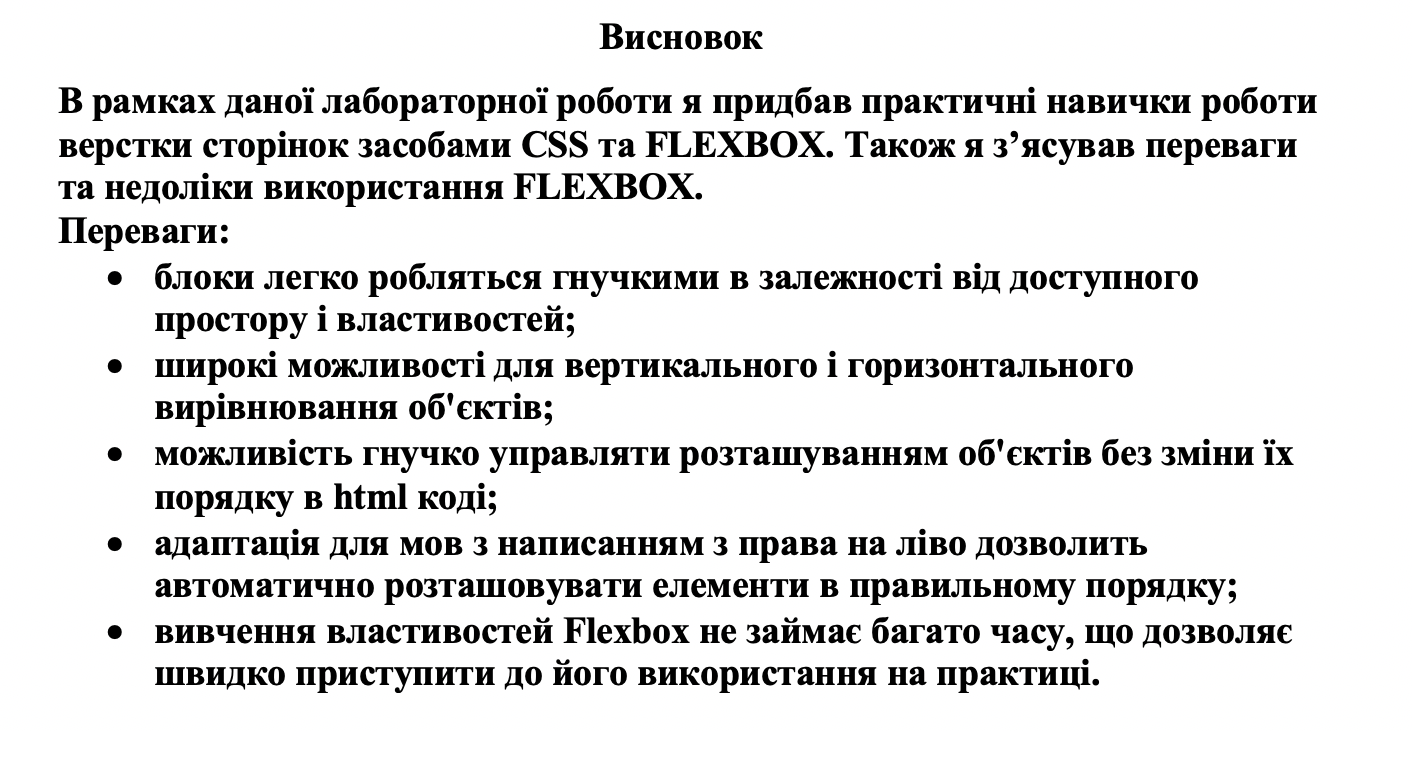 Висновок
В рамках даної лабораторної роботи я придбав практичні навички роботи
верстки сторінок засобами CSS та FLEXBOX. Також я з’ясував переваги
та недоліки використання FLEXBOX.
Переваги:
• блоки легко робляться гнучкими в залежності від доступного
простору і властивостей;
• широкі можливості для вертикального і горизонтального
вирівнювання об'єктів;
• можливість гнучко управляти розташуванням об'єктів без зміни їх
порядку в html коді;
• адаптація для мов з написанням з права на ліво дозволить
автоматично розташовувати елементи в правильному порядку;
• вивчення властивостей Flexbox не займає багато часу, що дозволяє
швидко приступити до його використання на практиці.